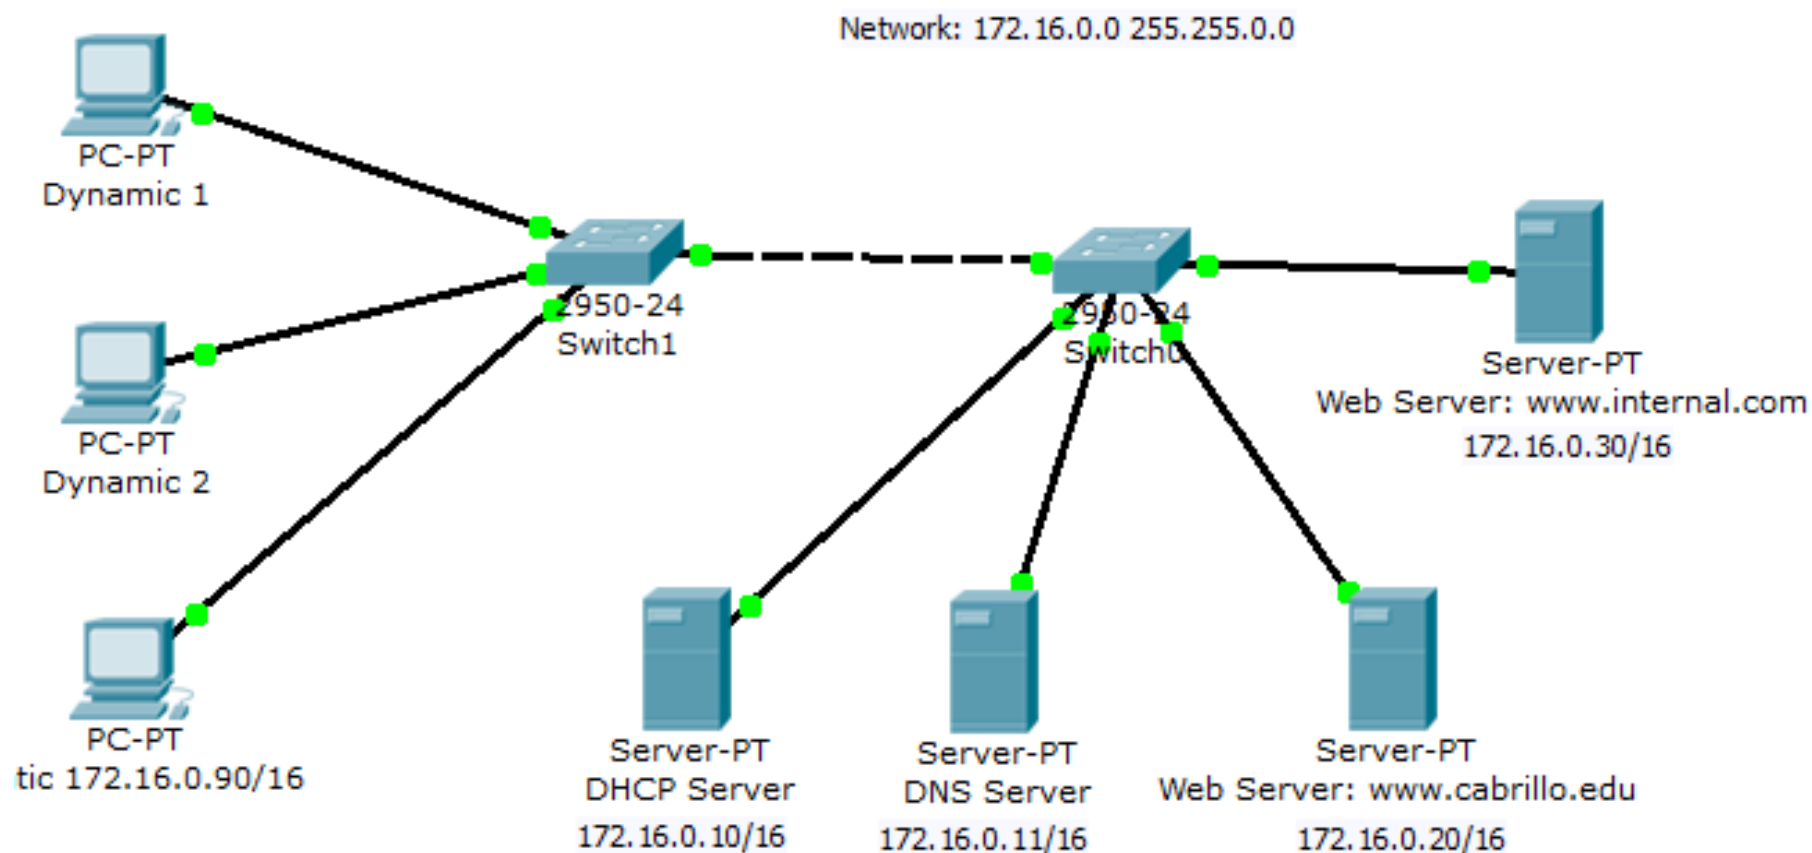 Network: 172.16.0.0 255.255.0.0
PC-PT
Dynamic 1
2950-24
Switch1
2950-24
Switch0
Server-PT
Web Server: www.internal.com
172.16.0.30/16
PC-PT
Dynamic 2
PC-PT
tic 172.16.0.90/16
Server-PT
DHCP Server
172.16.0.10/16
Server-PT
DNS Server
172.16.0.11/16
Server-PT
Web Server: www.cabrillo.edu
172.16.0.20/16